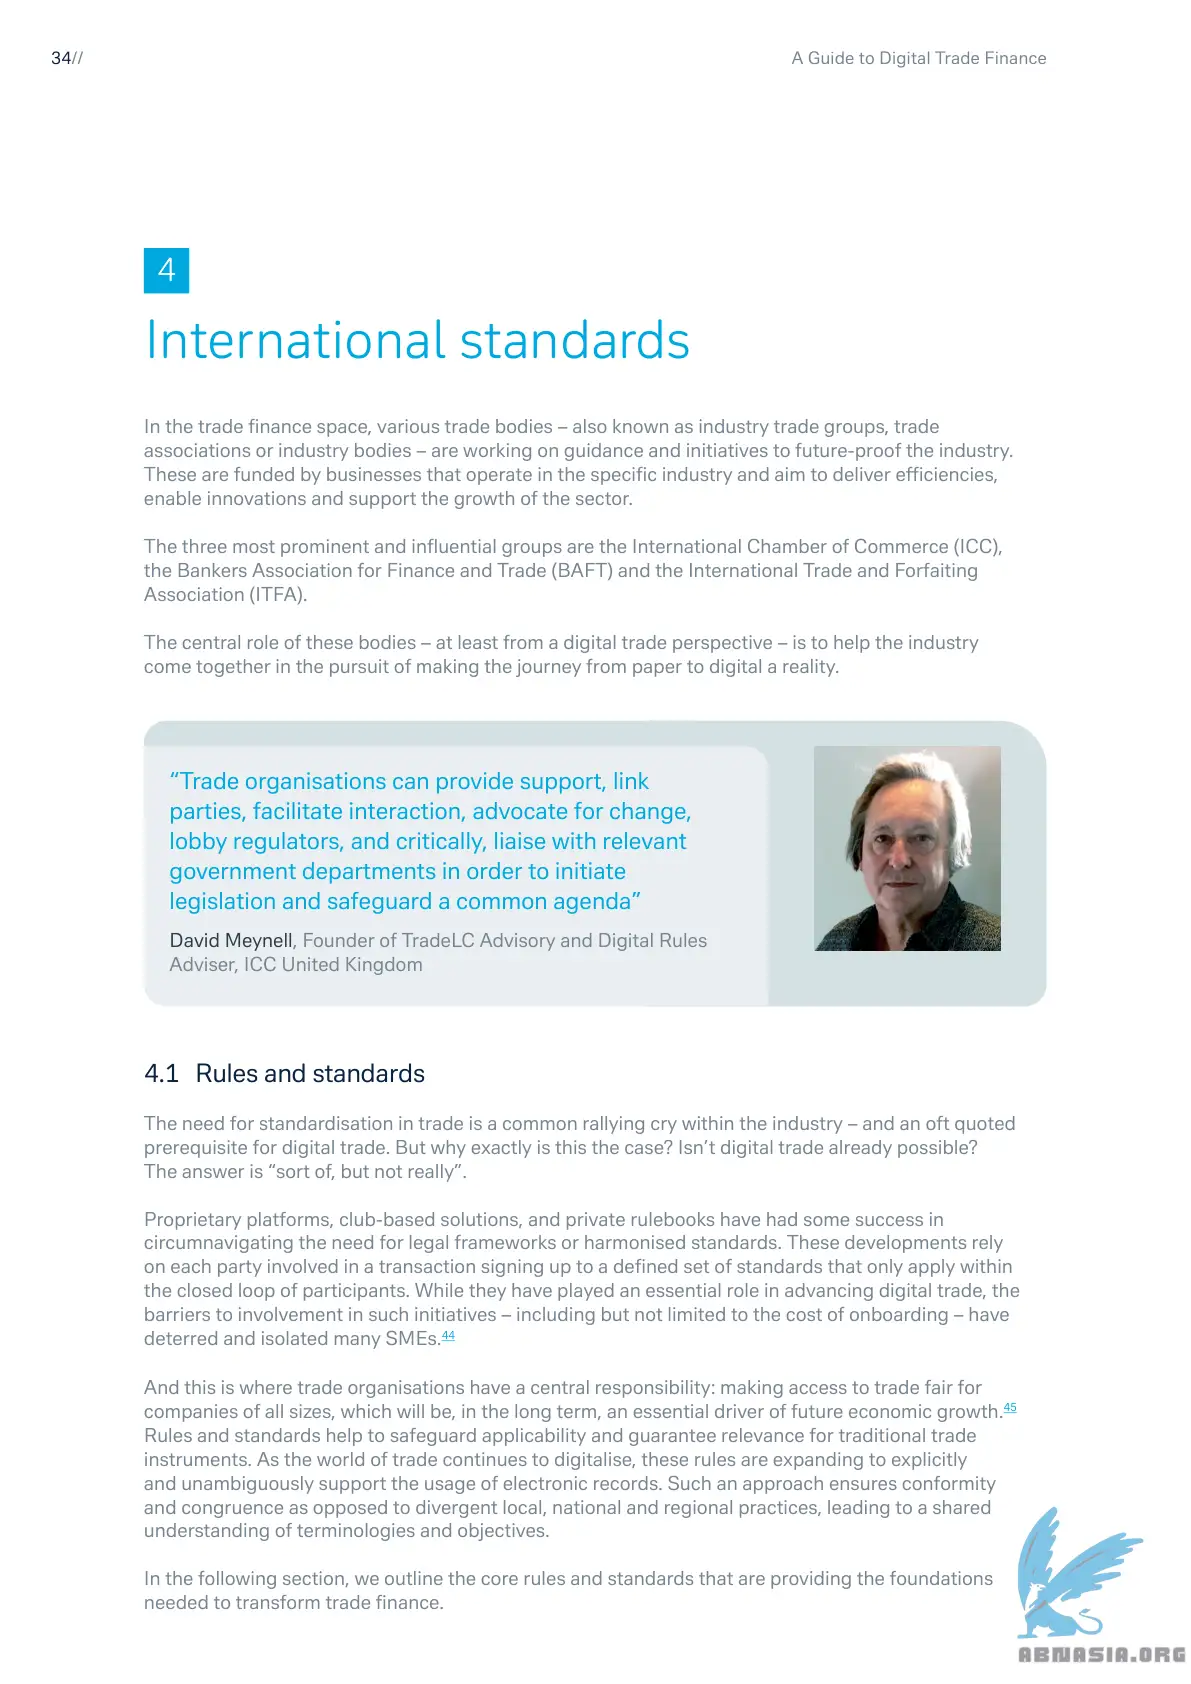 34//
A Guide to Digital Trade Finance
4
International standards
In the trade finance space, various trade bodies – also known as industry trade groups, trade
associations or industry bodies – are working on guidance and initiatives to future-proof the industry.
These are funded by businesses that operate in the specific industry and aim to deliver efficiencies,
enable innovations and support the growth of the sector.
The three most prominent and influential groups are the International Chamber of Commerce (ICC),
the Bankers Association for Finance and Trade (BAFT) and the International Trade and Forfaiting
Association (ITFA).
The central role of these bodies – at least from a digital trade perspective – is to help the industry
come together in the pursuit of making the journey from paper to digital a reality.
“Trade organisations can provide support, link
parties, facilitate interaction, advocate for change,
lobby regulators, and critically, liaise with relevant
government departments in order to initiate
legislation and safeguard a common agenda”
David Meynell, Founder of TradeLC Advisory and Digital Rules
Adviser, ICC United Kingdom
4.1 Rules and standards
The need for standardisation in trade is a common rallying cry within the industry – and an oft quoted
prerequisite for digital trade. But why exactly is this the case? Isn’t digital trade already possible?
The answer is “sort of, but not really”.
Proprietary platforms, club-based solutions, and private rulebooks have had some success in
circumnavigating the need for legal frameworks or harmonised standards. These developments rely
on each party involved in a transaction signing up to a defined set of standards that only apply within
the closed loop of participants. While they have played an essential role in advancing digital trade, the
barriers to involvement in such initiatives – including but not limited to the cost of onboarding – have
deterred and isolated many SMEs.44
And this is where trade organisations have a central responsibility: making access to trade fair for
companies of all sizes, which will be, in the long term, an essential driver of future economic growth.45
Rules and standards help to safeguard applicability and guarantee relevance for traditional trade
instruments. As the world of trade continues to digitalise, these rules are expanding to explicitly
and unambiguously support the usage of electronic records. Such an approach ensures conformity
and congruence as opposed to divergent local, national and regional practices, leading to a shared
understanding of terminologies and objectives.
In the following section, we outline the core rules and standards that are providing the foundations
needed to transform trade finance.
ABNASIA.ORG